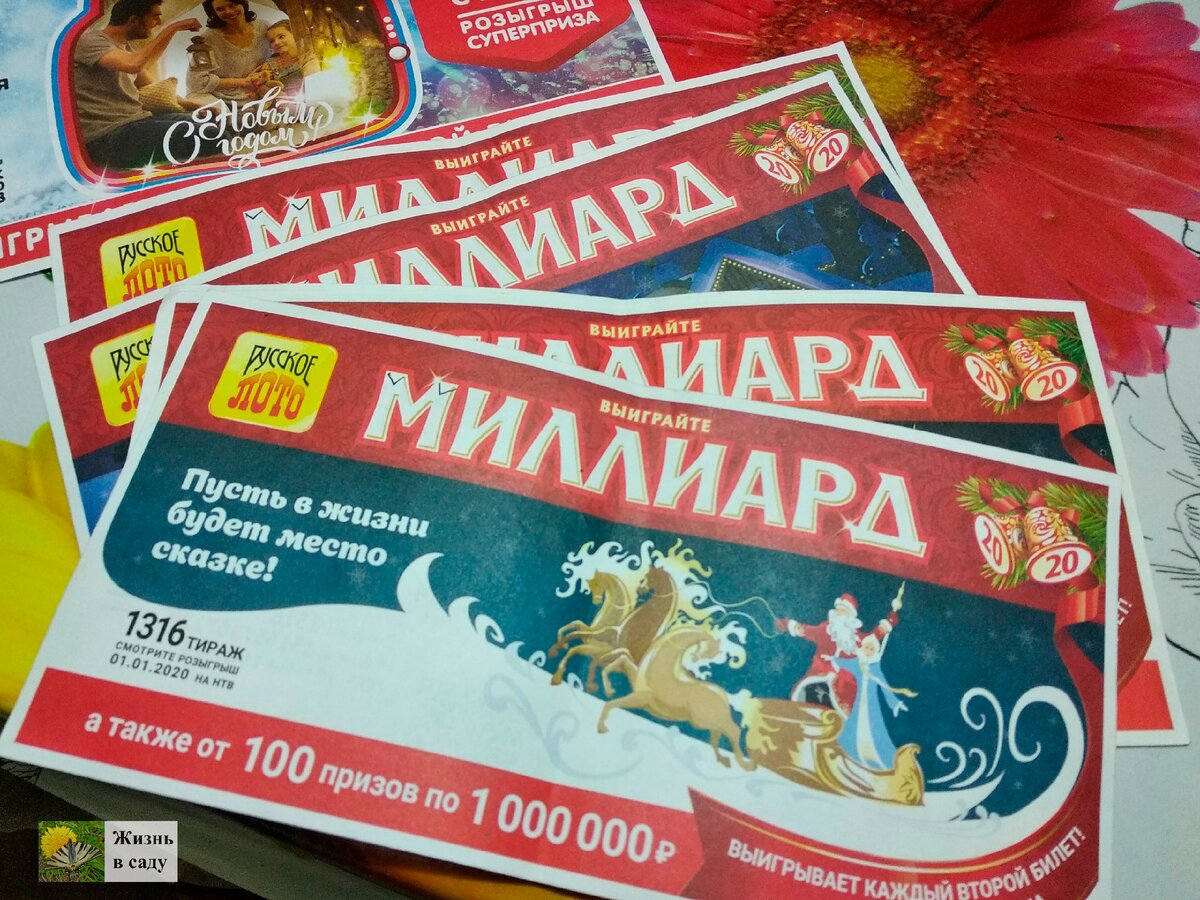 РОЗЫГРЫШ
СУПЕРПРИЗА
С Новым
годом
ВЫИГРАЙТЕ
20 20
РУССКОЕ
ЛОТО
ВЫИГРАЙТЕ
МИЛЛИАРД
ВЫИГРАЙТЕ
МИЛЛИАРД
20 20
РУССКОЕ
ЛОТО
ВЫИГРАЙТЕ
МИЛЛИАРД
20 20
Пусть в жизни
будет место
сказке!
1316 ТИРАЖ
СМОТРИТЕ РОЗЫГРЫШ
01.01.2020 НА НТВ
а также от 100 призов по 1 000 000 ₽
ВЫИГРЫВАЕТ КАЖДЫЙ ВТОРОЙ БИЛЕТ!
Жизнь
в саду